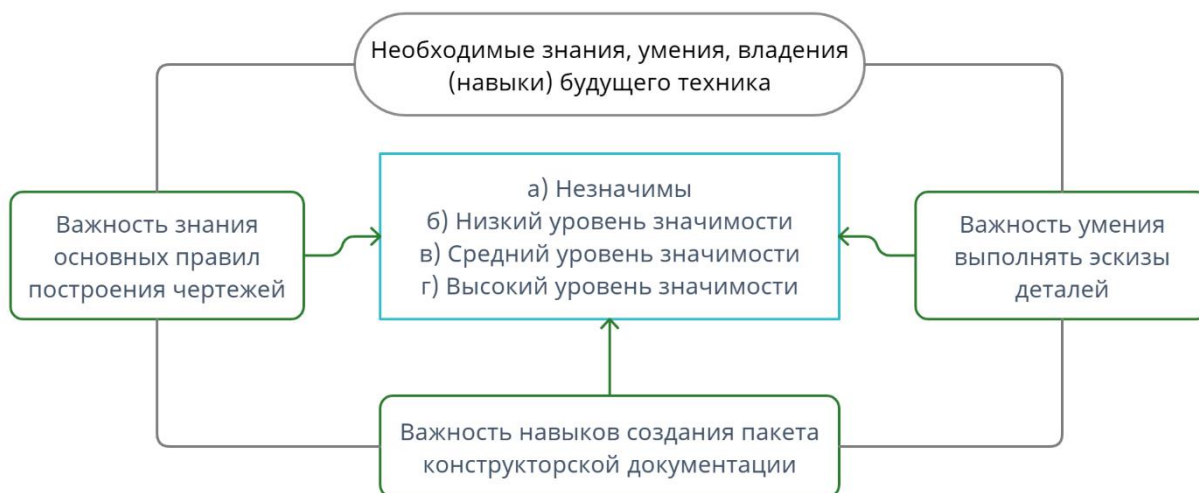 Необходимые знания, умения, владения
(навыки) будущего техника
Важность знания
основных правил
построения чертежей
а) Незначимы
б) Низкий уровень значимости
в) Средний уровень значимости
г) Высокий уровень значимости
Важность умения
выполнять эскизы
деталей
Важность навыков создания пакета
конструкторской документации